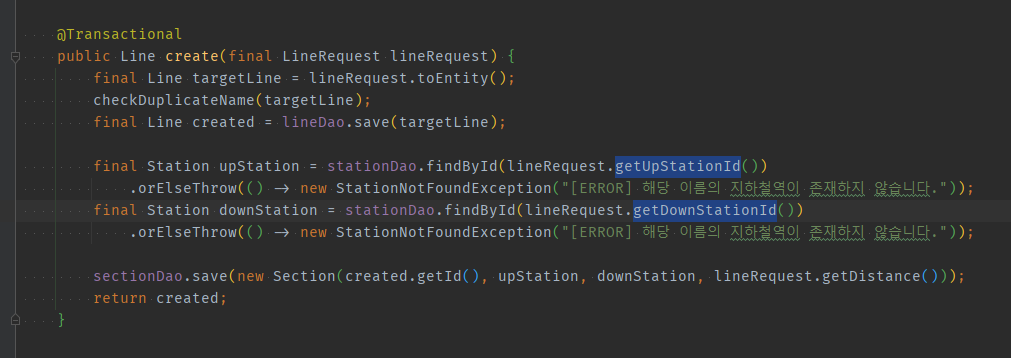 @Transactional
public Line create(final LineRequest lineRequest) {
final Line targetLine = lineRequest.toEntity();
checkDuplicateName(targetLine);
final Line created = lineDao.save(targetLine);
final Station upStation = stationDao.findById(lineRequest.getUpStationId())
.orElseThrow(() -> new StationNotFoundException("[ERROR] 해당 이름의 지하철역이 존재하지 않습니다."));
final Station downStation = stationDao.findById(lineRequest.getDownStationId())
.orElseThrow(() -> new StationNotFoundException("[ERROR] 해당 이름의 지하철역이 존재하지 않습니다."));
sectionDao.save(new Section(created.getId(), upStation, downStation, lineRequest.getDistance()));
return created;
}